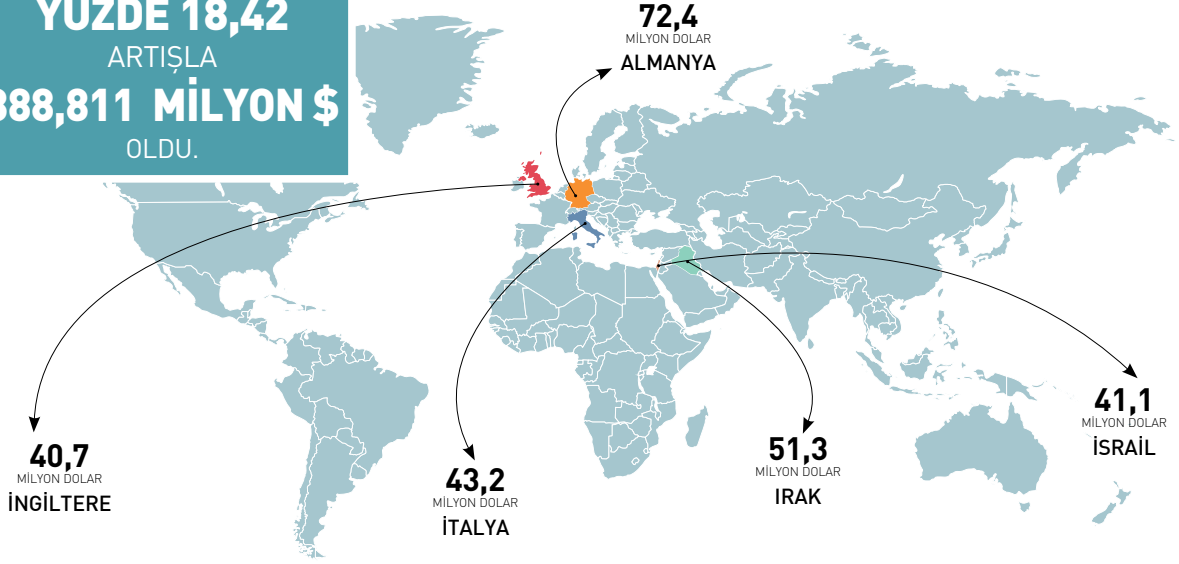 YÜZDE 18,42
ARTIŞLA
888,811 MİLYON $
OLDU.
72,4
MİLYON DOLAR
ALMANYA
40,7
MİLYON DOLAR
İNGİLTERE
43,2
MİLYON DOLAR
İTALYA
51,3
MİLYON DOLAR
IRAK
41,1
MİLYON DOLAR
İSRAİL